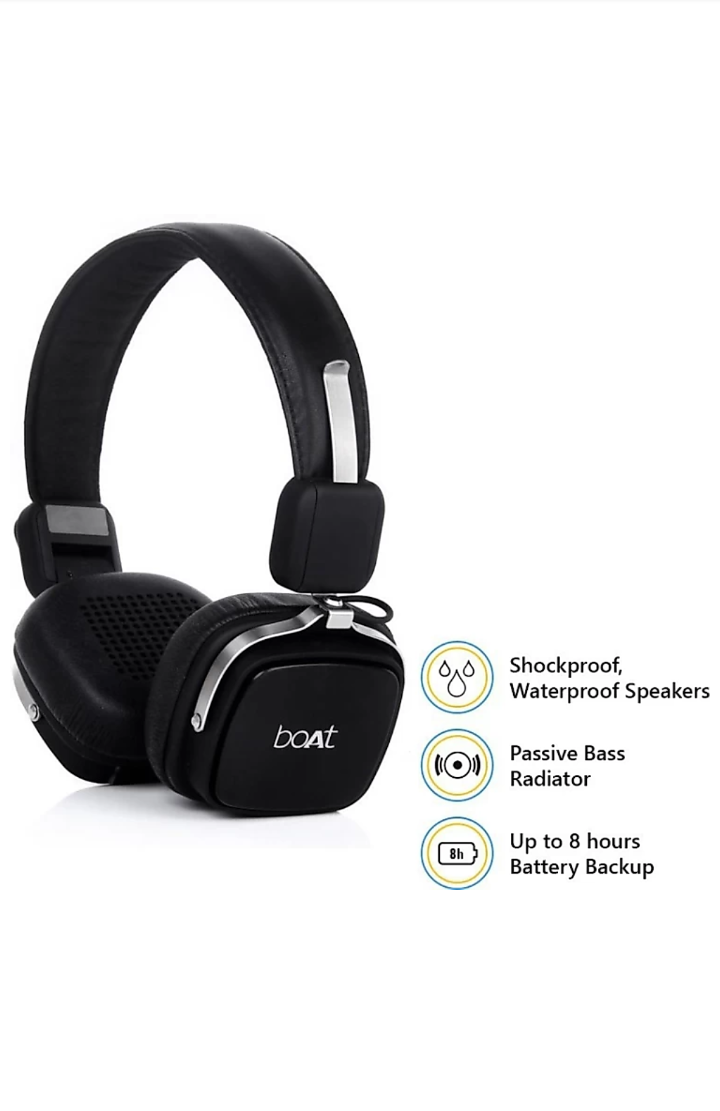 boAt
Shockproof,
Waterproof Speakers
Passive Bass
Radiator
8h
Up to 8 hours
Battery Backup